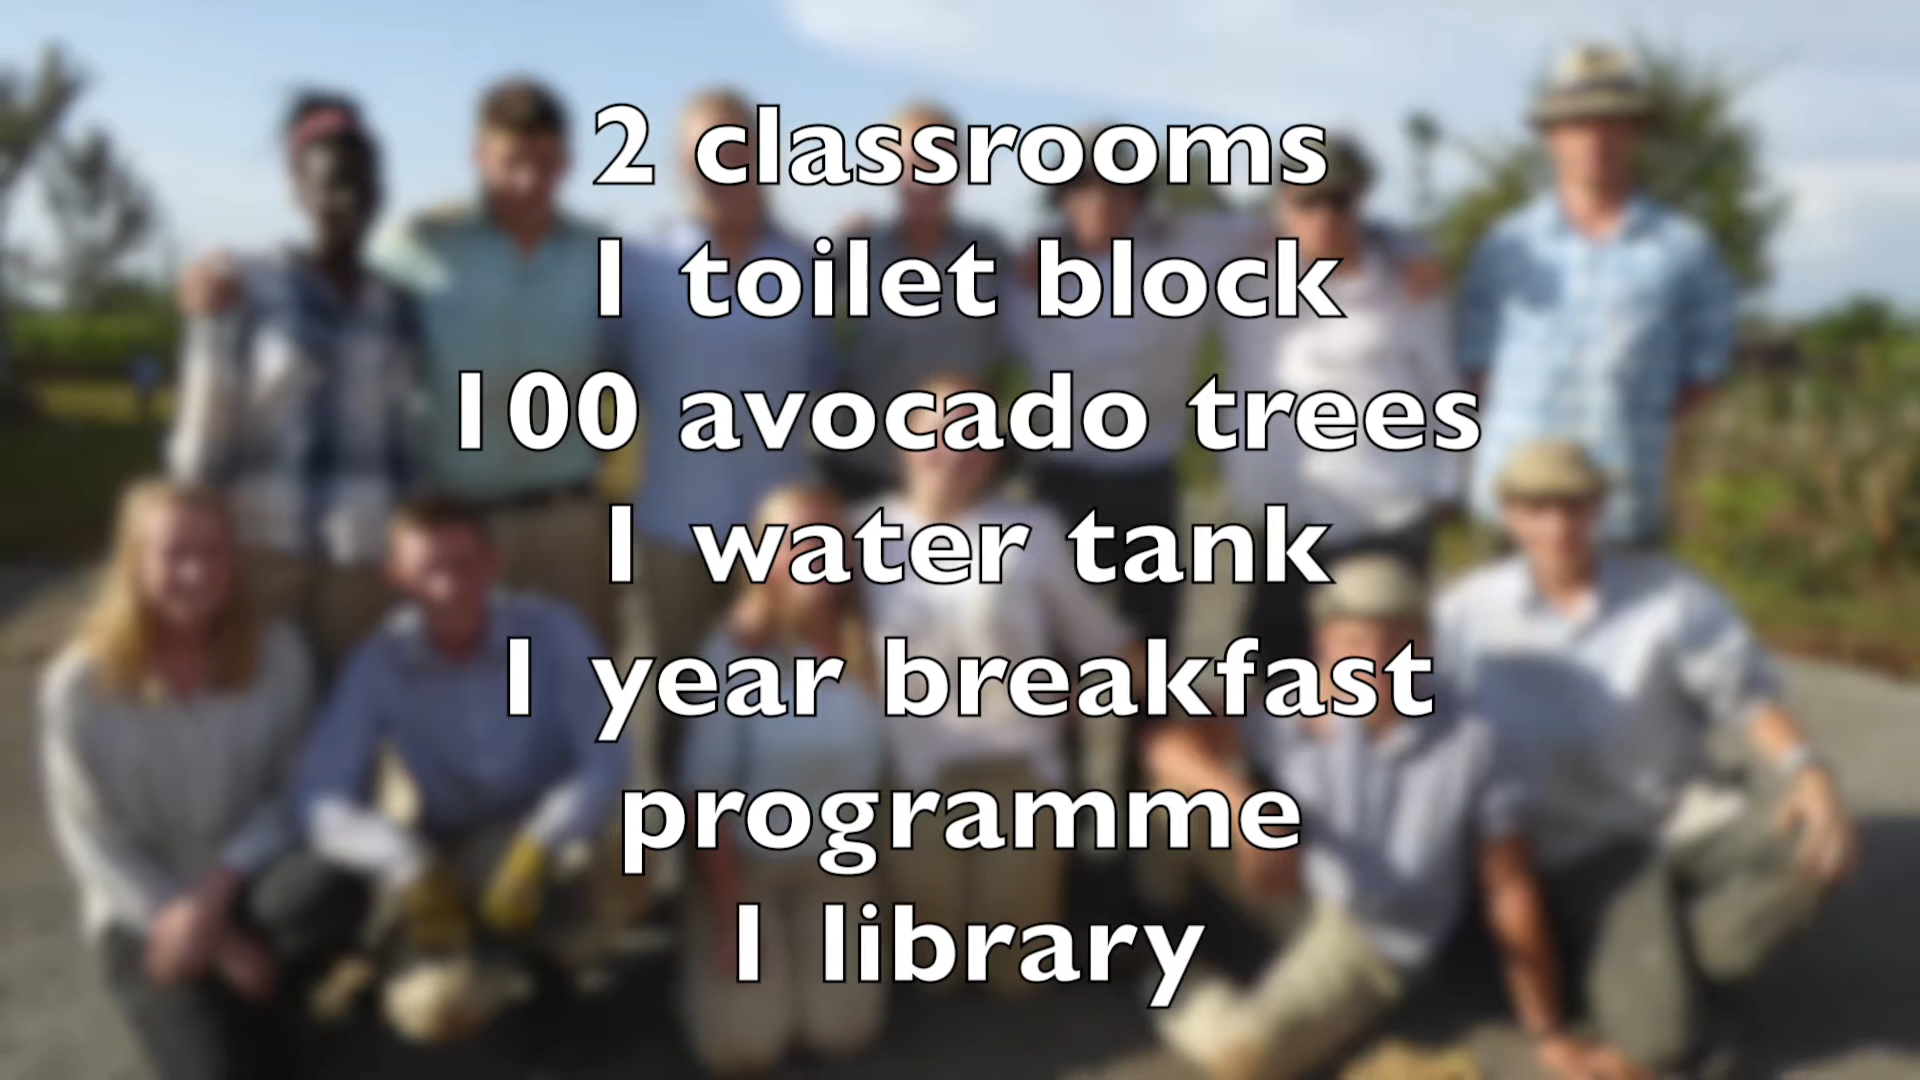 2 classrooms
1 toilet block
100 avocado trees
1 water tank
1 year breakfast
programme
1 library